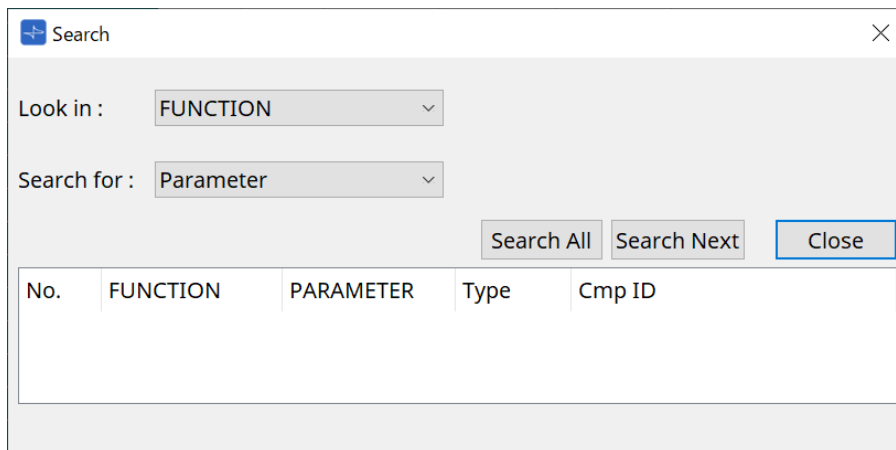 Search
Look in : FUNCTION
Search for : Parameter
Search All Search Next Close
No. FUNCTION PARAMETER Type Cmp ID